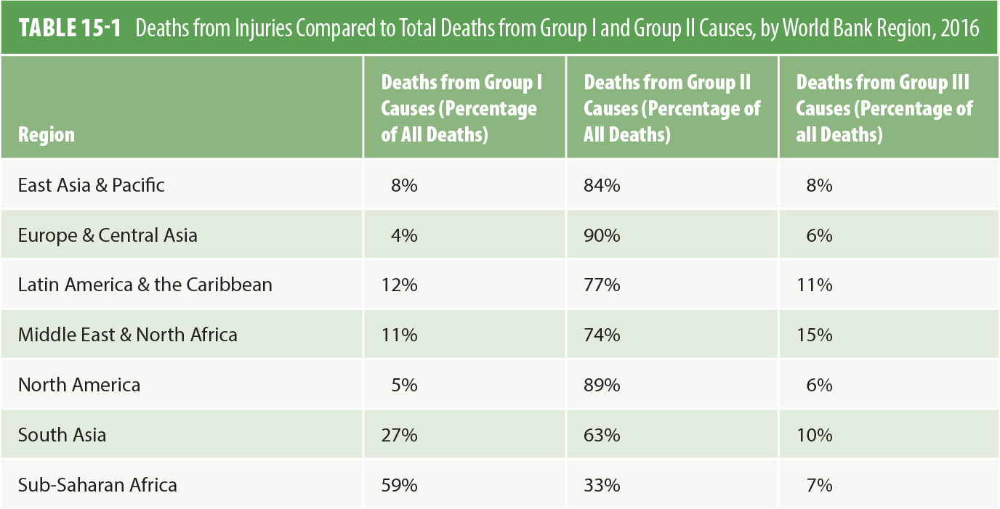 TABLE 15-1 Deaths from Injuries Compared to Total Deaths from Group I and Group II Causes, by World Bank Region, 2016
Region
Deaths from Group I
Causes (Percentage
of All Deaths)
Deaths from Group II
Causes (Percentage of
All Deaths)
Deaths from Group III
Causes (Percentage of
all Deaths)
East Asia & Pacific 8% 84% 8%
Europe & Central Asia 4% 90% 6%
Latin America & the Caribbean 12% 77% 11%
Middle East & North Africa 11% 74% 15%
North America 5% 89% 6%
South Asia 27% 63% 10%
Sub-Saharan Africa 59% 33% 7%